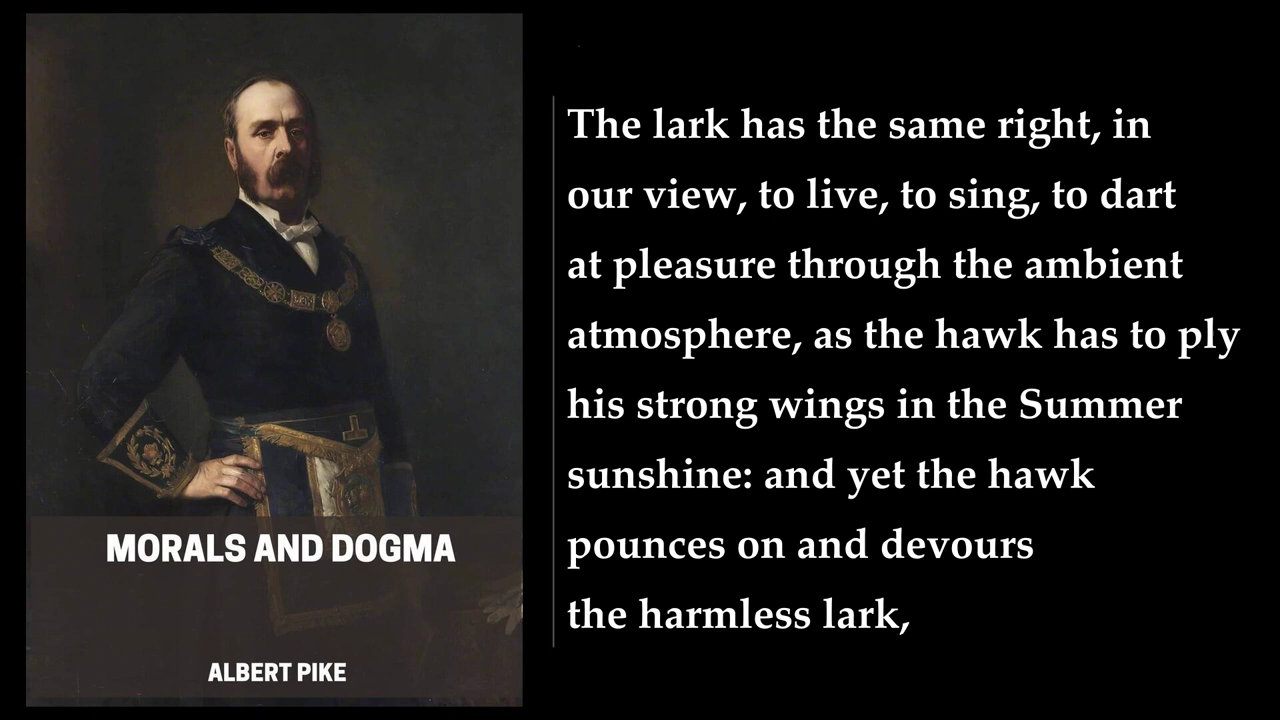 MORALS AND DOGMA
ALBERT PIKE
The lark has the same right, in
our view, to live, to sing, to dart
at pleasure through the ambient
atmosphere, as the hawk has to ply
his strong wings in the Summer
sunshine: and yet the hawk
pounces on and devours
the harmless lark,